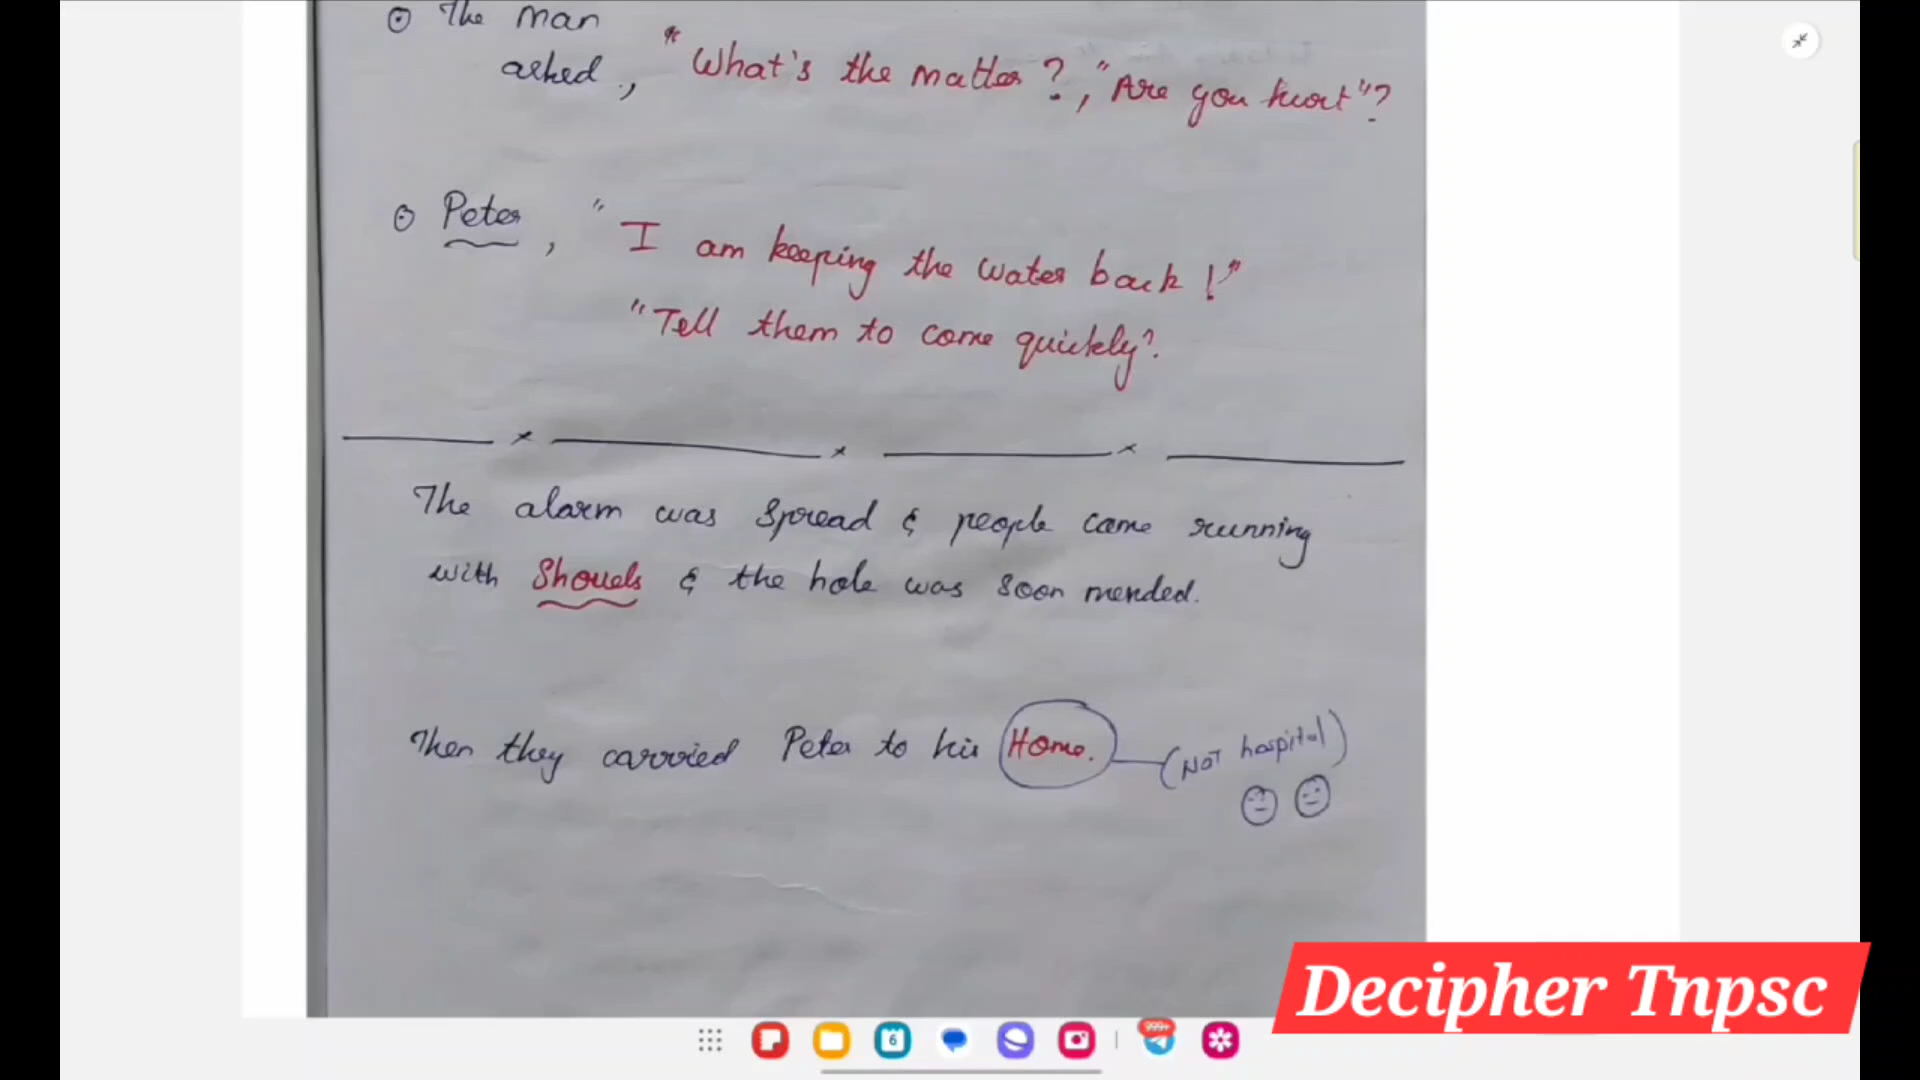 The man
asked, "What's the matter?, "Are you hurt"?
Peter, "I am keeping the water back!"
"Tell them to come quickly".
The alarm was spread & people came running
with Shovels & the hole was soon mended.
Then they carried Peter to his Home. (NOT hospital)
Decipher Tnpsc
6
999+